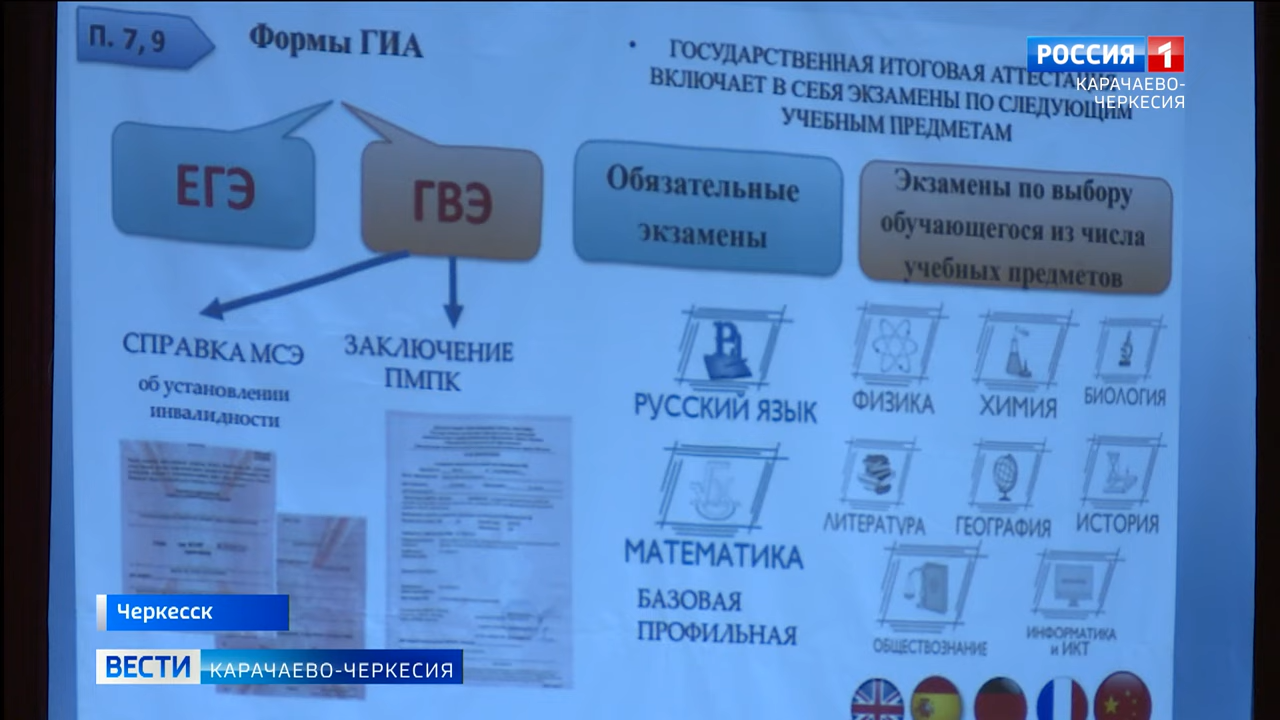 П. 7, 9
Формы ГИА
ЕГЭ
ГВЭ
СПРАВКА МСЭ
об установлении
инвалидности
ЗАКЛЮЧЕНИЕ
ПМПК
• ГОСУДАРСТВЕННАЯ ИТОГОВАЯ АТТЕСТАЦИЯ
ВКЛЮЧАЕТ В СЕБЯ ЭКЗАМЕНЫ ПО СЛЕДУЮЩИМ
УЧЕБНЫМ ПРЕДМЕТАМ
Обязательные
экзамены
Экзамены по выбору
обучающегося из числа
учебных предметов
РУССКИЙ ЯЗЫК
МАТЕМАТИКА
БАЗОВАЯ
ПРОФИЛЬНАЯ
ФИЗИКА
ХИМИЯ
БИОЛОГИЯ
ЛИТЕРАТУРА
ГЕОГРАФИЯ
ИСТОРИЯ
ОБЩЕСТВОЗНАНИЕ
ИНФОРМАТИКА
и ИКТ
РОССИЯ 1
КАРАЧАЕВО-
ЧЕРКЕСИЯ
Черкесск
ВЕСТИ КАРАЧАЕВО-ЧЕРКЕСИЯ